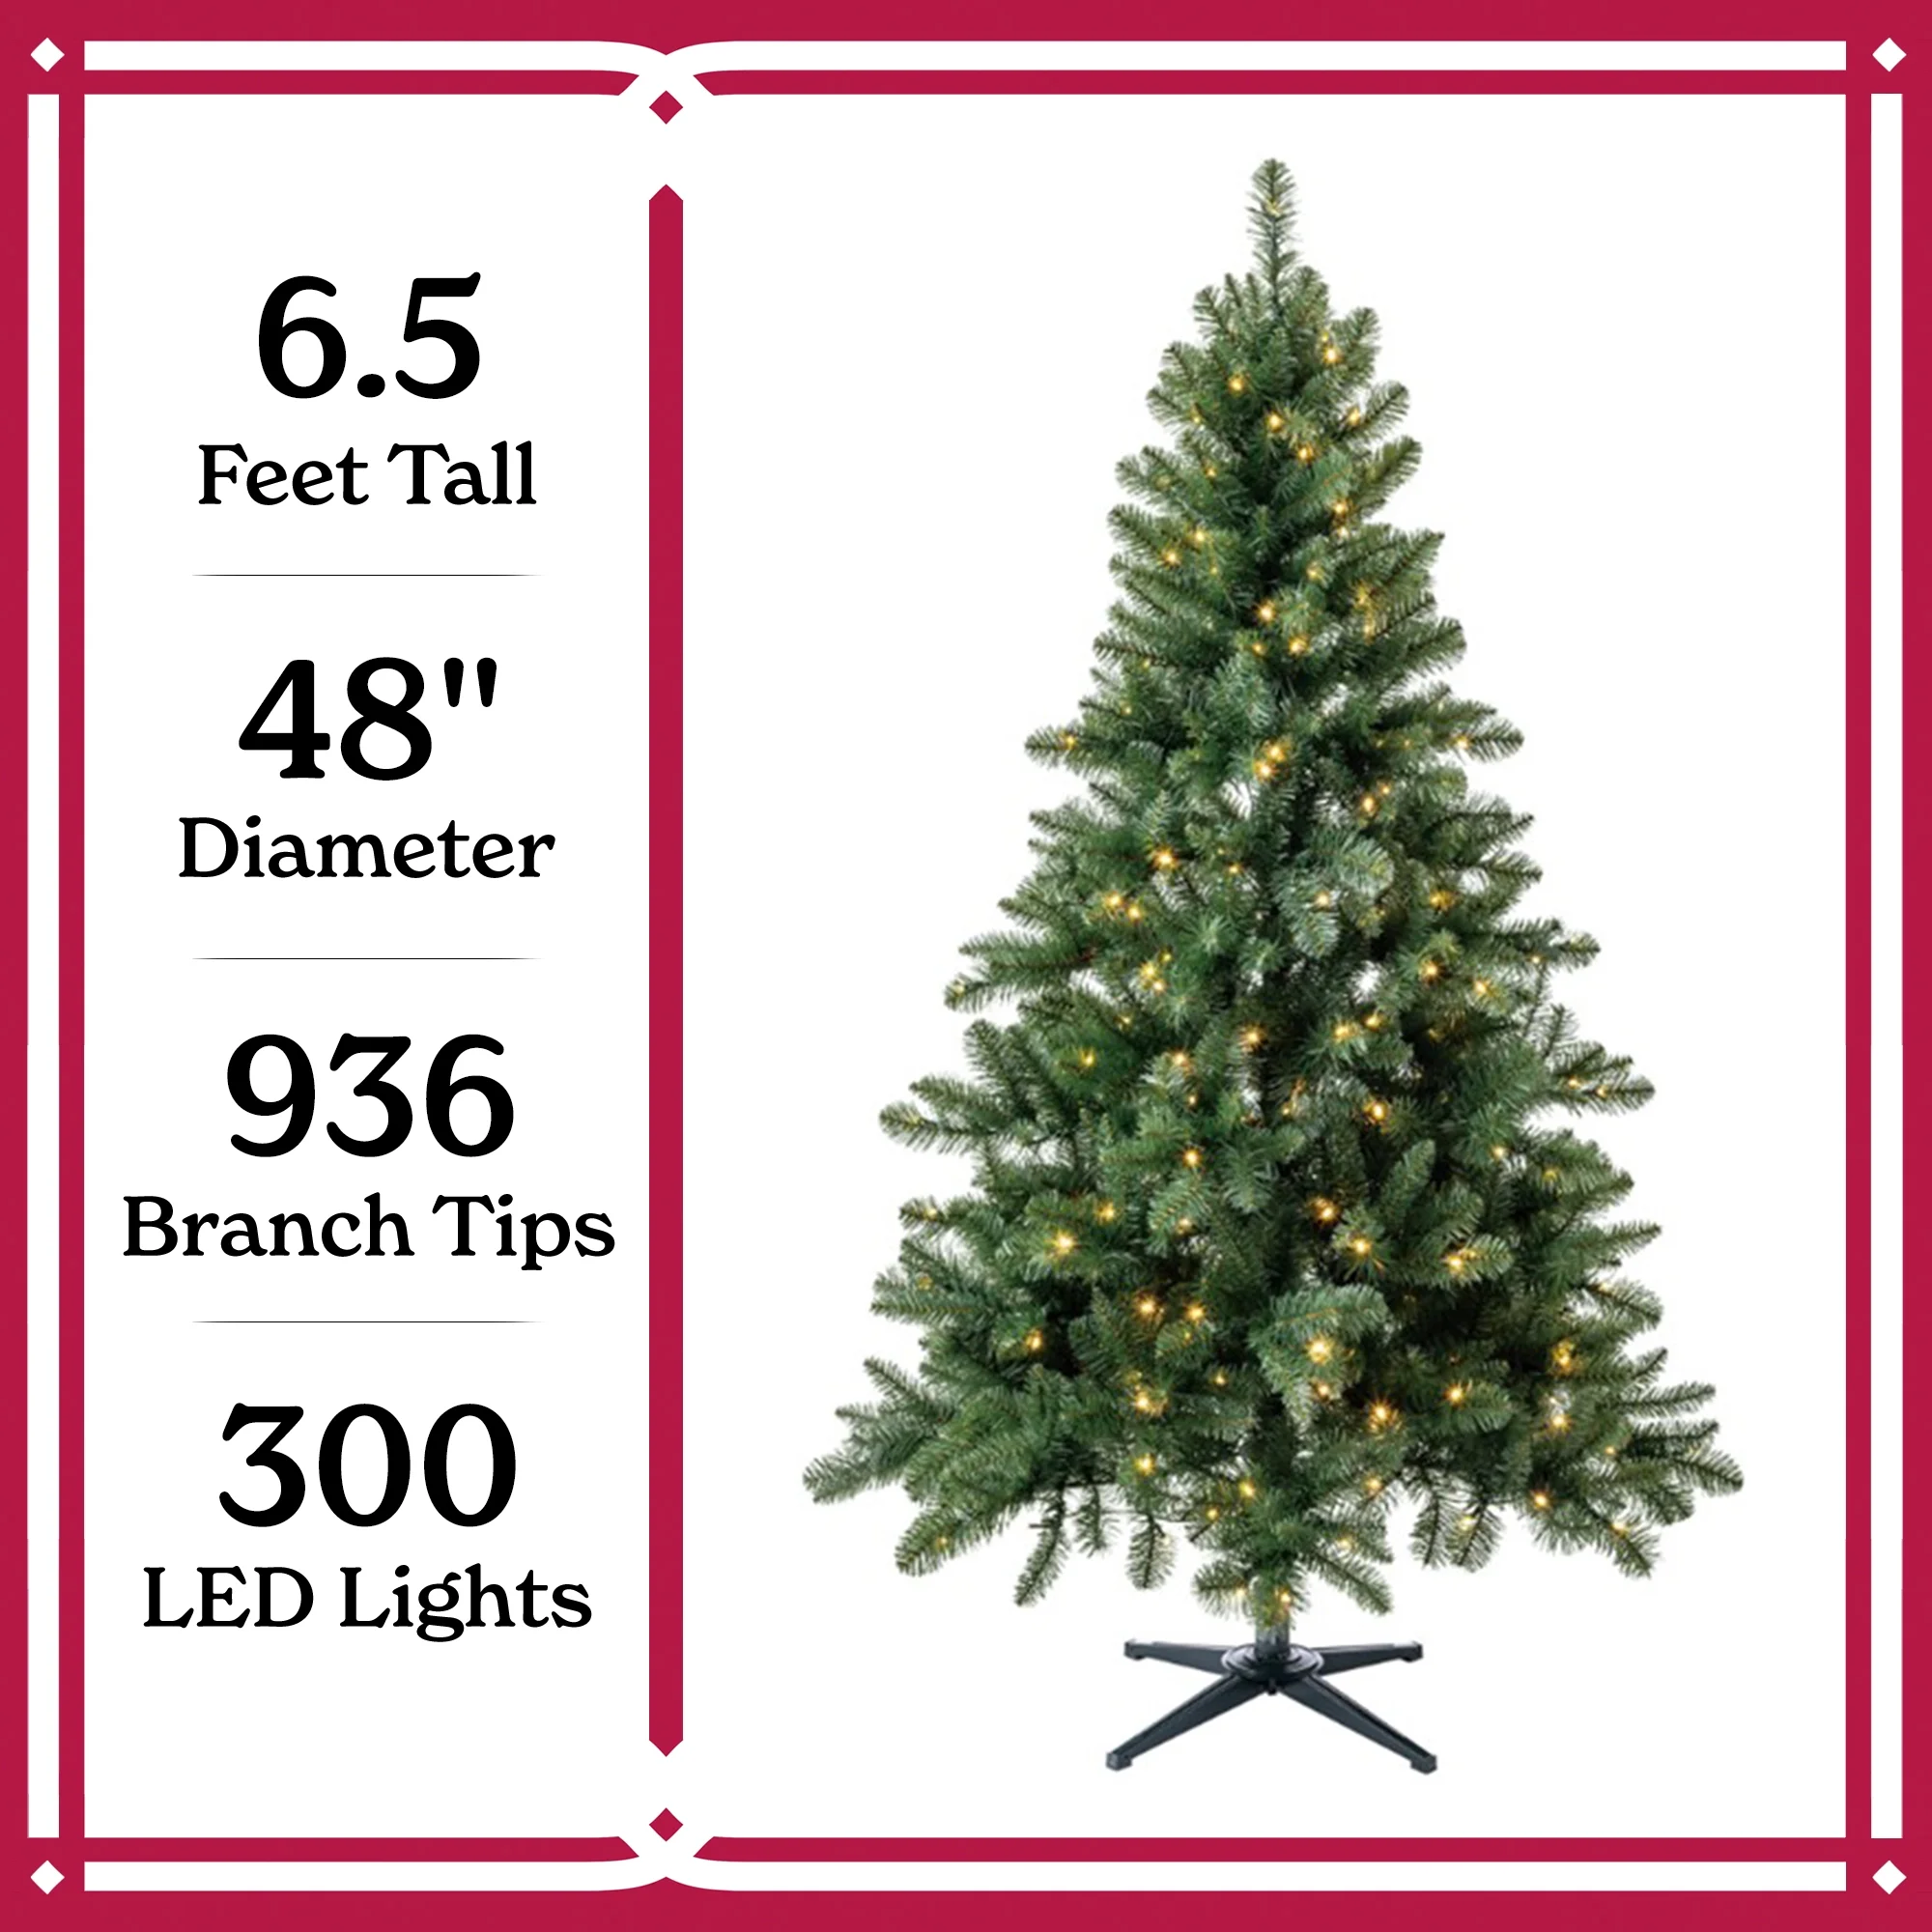 6.5
Feet Tall
48"
Diameter
936
Branch Tips
300
LED Lights